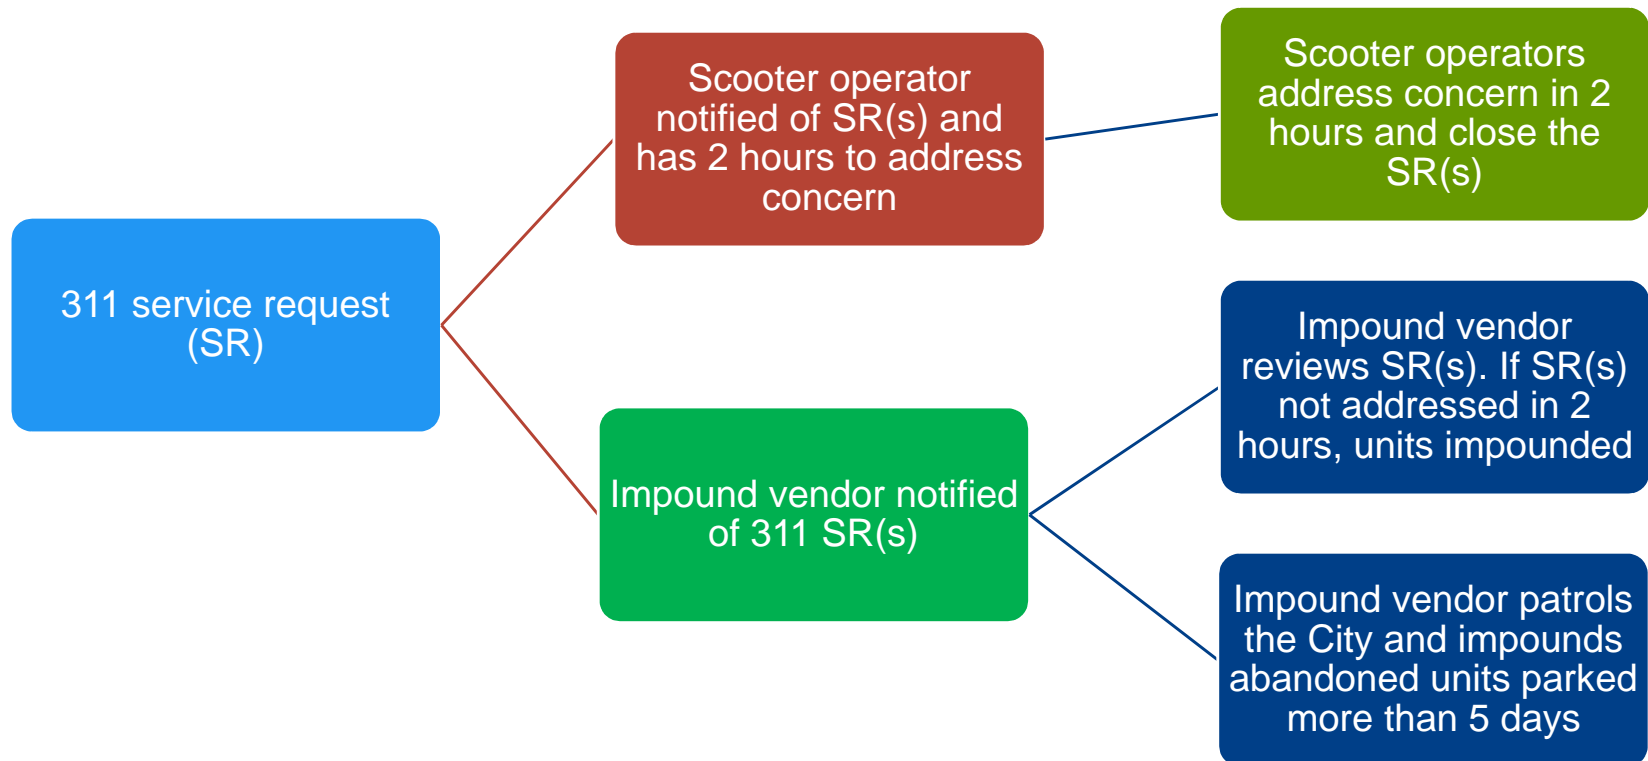 311 service request
(SR)
Scooter operator
notified of SR(s) and
has 2 hours to address
concern
Scooter operators
address concern in 2
hours and close the
SR(s)
Impound vendor notified
of 311 SR(s)
Impound vendor
reviews SR(s). If SR(s)
not addressed in 2
hours, units impounded
Impound vendor patrols
the City and impounds
abandoned units parked
more than 5 days